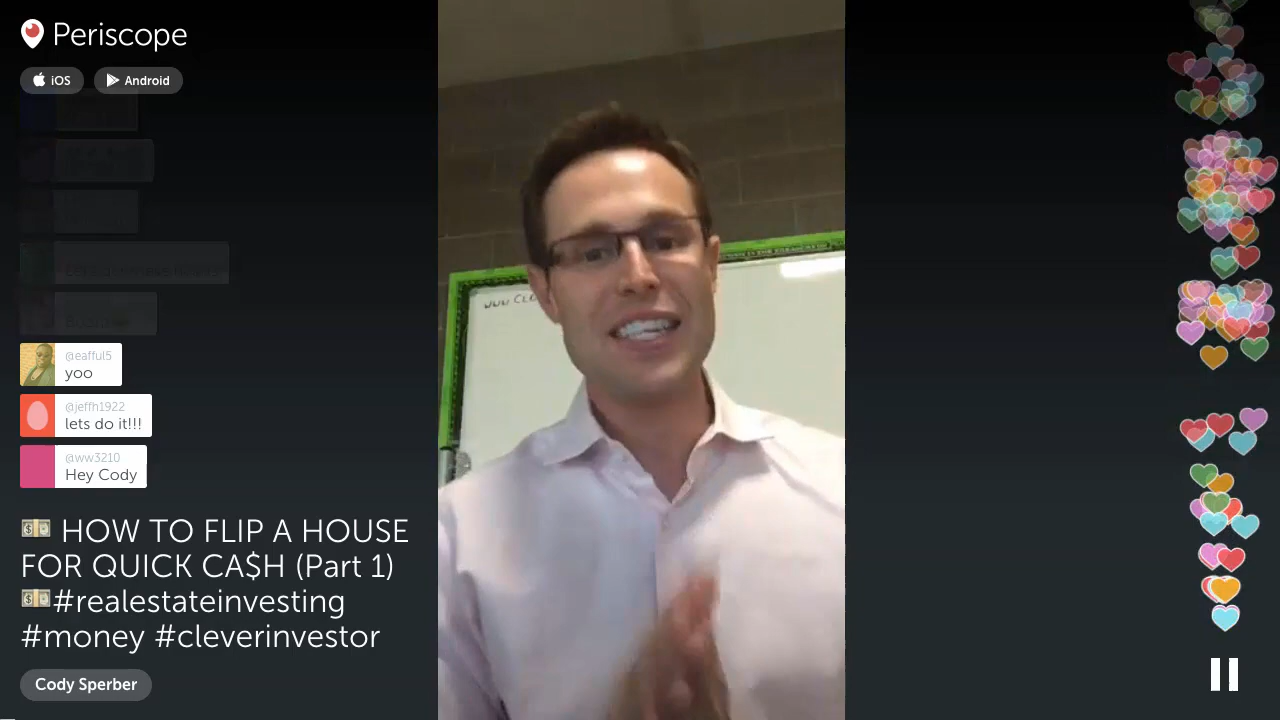 Periscope
iOS
Android
@eafful5
yoo
@jeffh1922
lets do it!!!
@ww3210
Hey Cody
💵 HOW TO FLIP A HOUSE
FOR QUICK CA$H (Part 1)
💵#realestateinvesting
#money #cleverinvestor
Cody Sperber